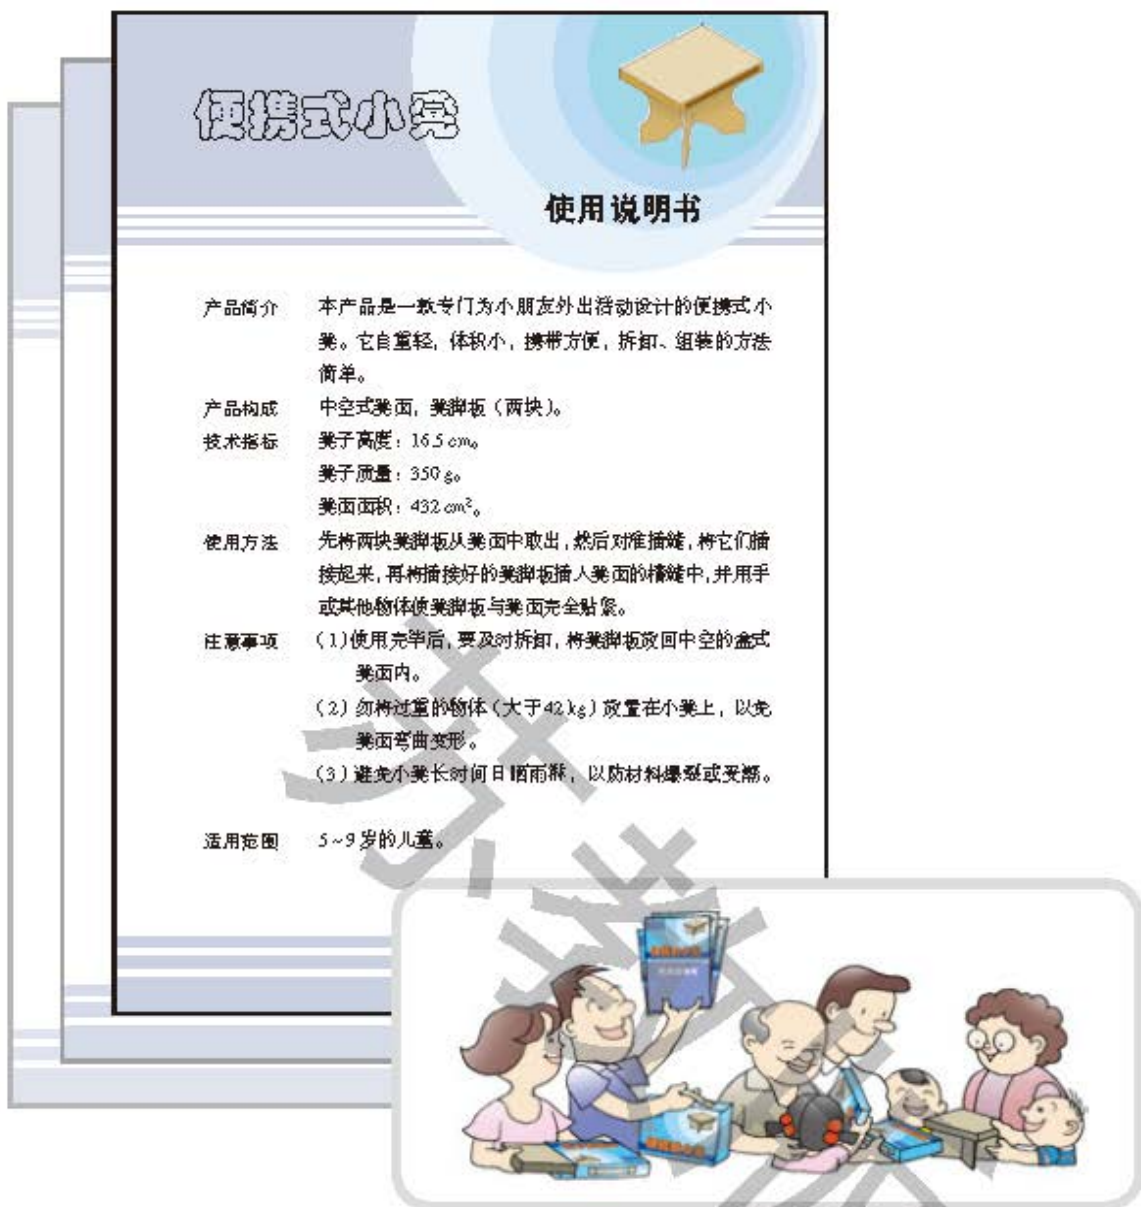 便携式小凳
使用说明书
产品简介 本产品是一款专门为小朋友外出活动设计的便携式小
凳。它自重轻，体积小，携带方便，拆卸、组装的方法
简单。
产品构成 中空式凳面，凳脚板（两块）。
技术指标 凳子高度：16.5 cm。
凳子质量：350 g。
凳面面积：432 cm²。
使用方法 先将两块凳脚板从凳面中取出，然后对准插缝，将它们插
接起来，再将插接好的凳脚板插入凳面的槽缝中，并用手
或其他物体使凳脚板与凳面完全贴紧。
注意事项 （1）使用完毕后，要及时拆卸，将凳脚板放回中空的盒式
凳面内。
（2）勿将过重的物体（大于42 kg）放置在小凳上，以免
凳面弯曲变形。
（3）避免小凳长时间日晒雨淋，以防材料爆裂或受潮。
适用范围 5~9岁的儿童。
苏教